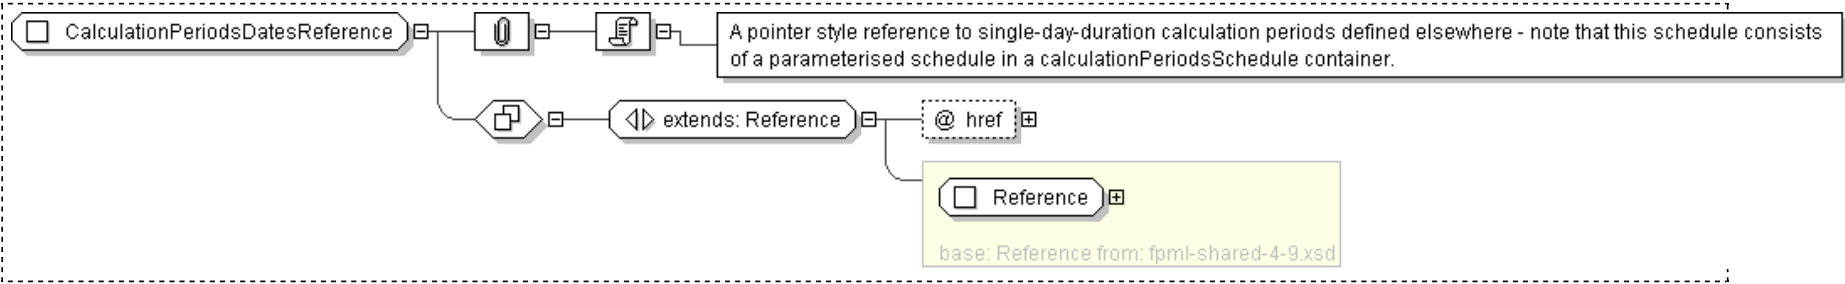 CalculationPeriodsDatesReference
A pointer style reference to single-day-duration calculation periods defined elsewhere - note that this schedule consists
of a parameterised schedule in a calculationPeriodsSchedule container.
extends: Reference
@ href
Reference
base: Reference from: fpml-shared-4-9.xsd